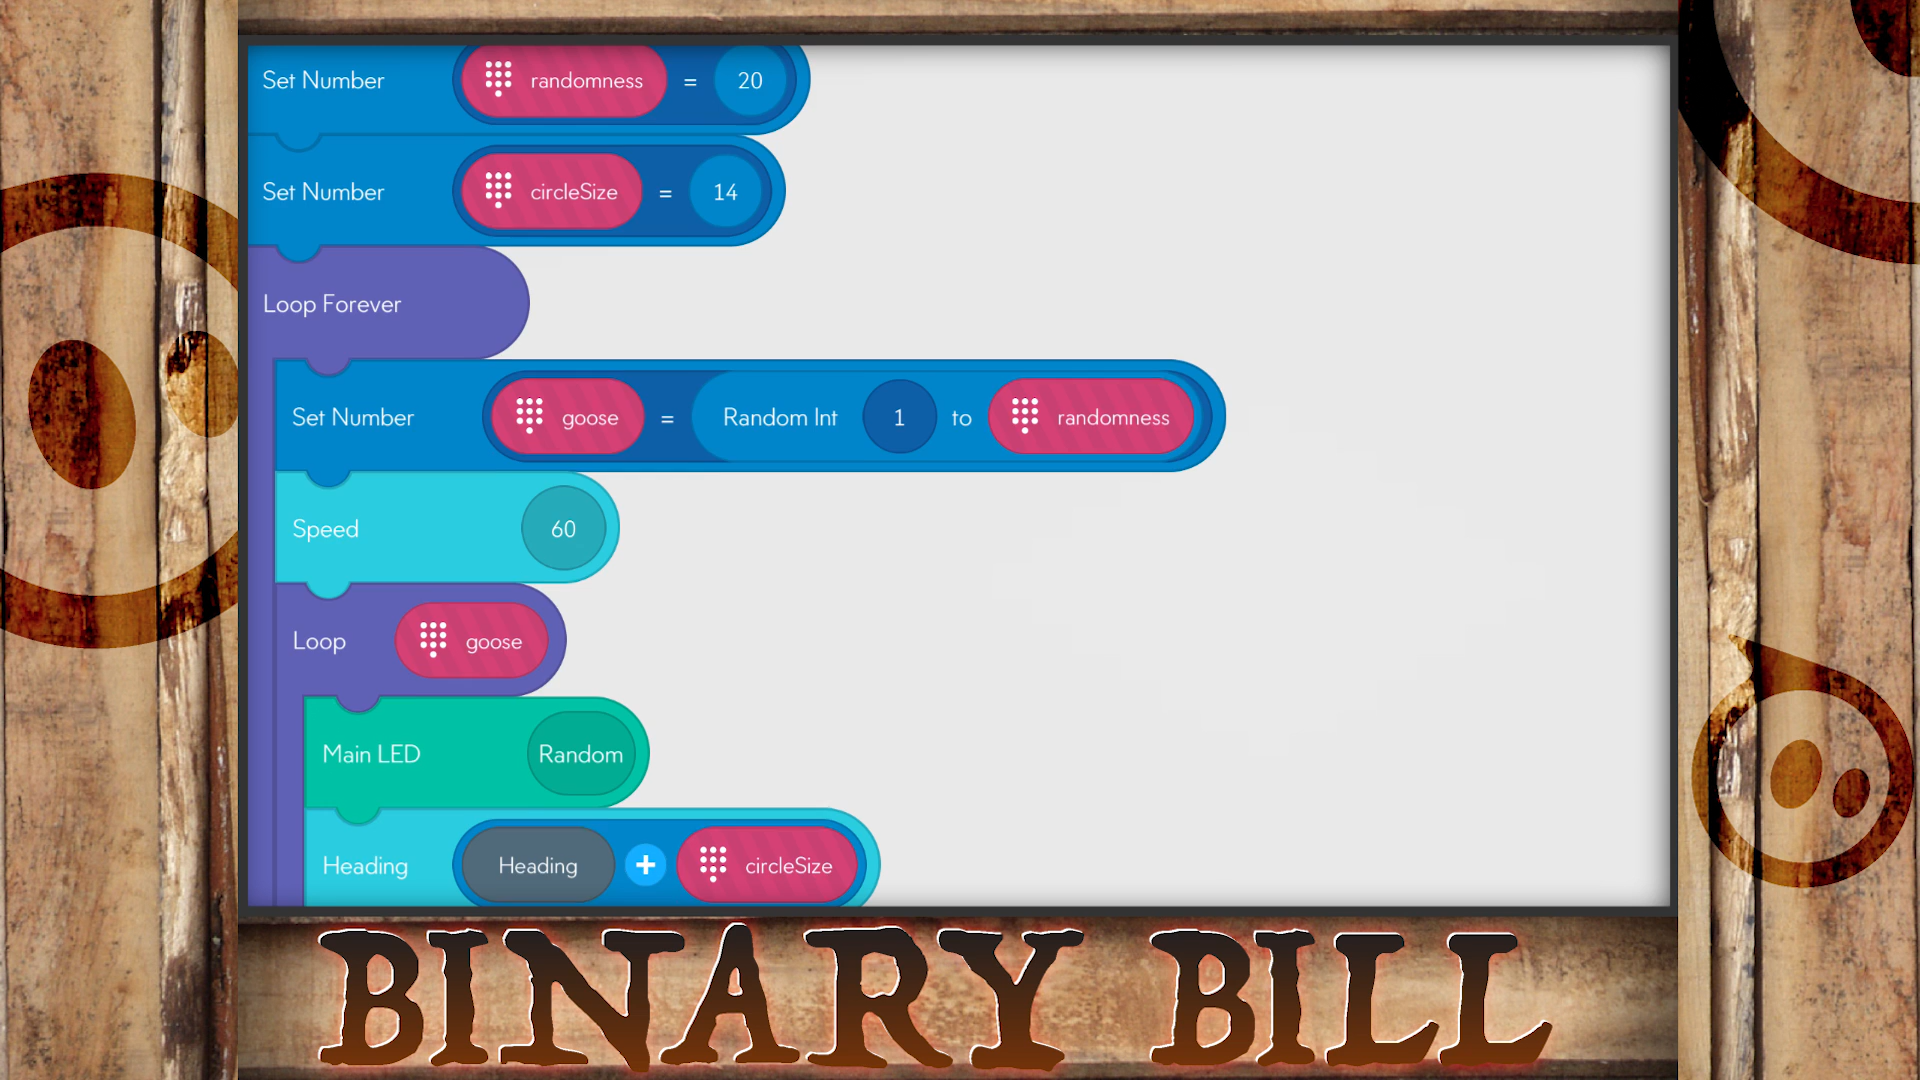 Set Number randomness = 20
Set Number circleSize = 14
Loop Forever
Set Number goose = Random Int 1 to randomness
Speed 60
Loop goose
Main LED Random
Heading Heading + circleSize
BINARY BILL